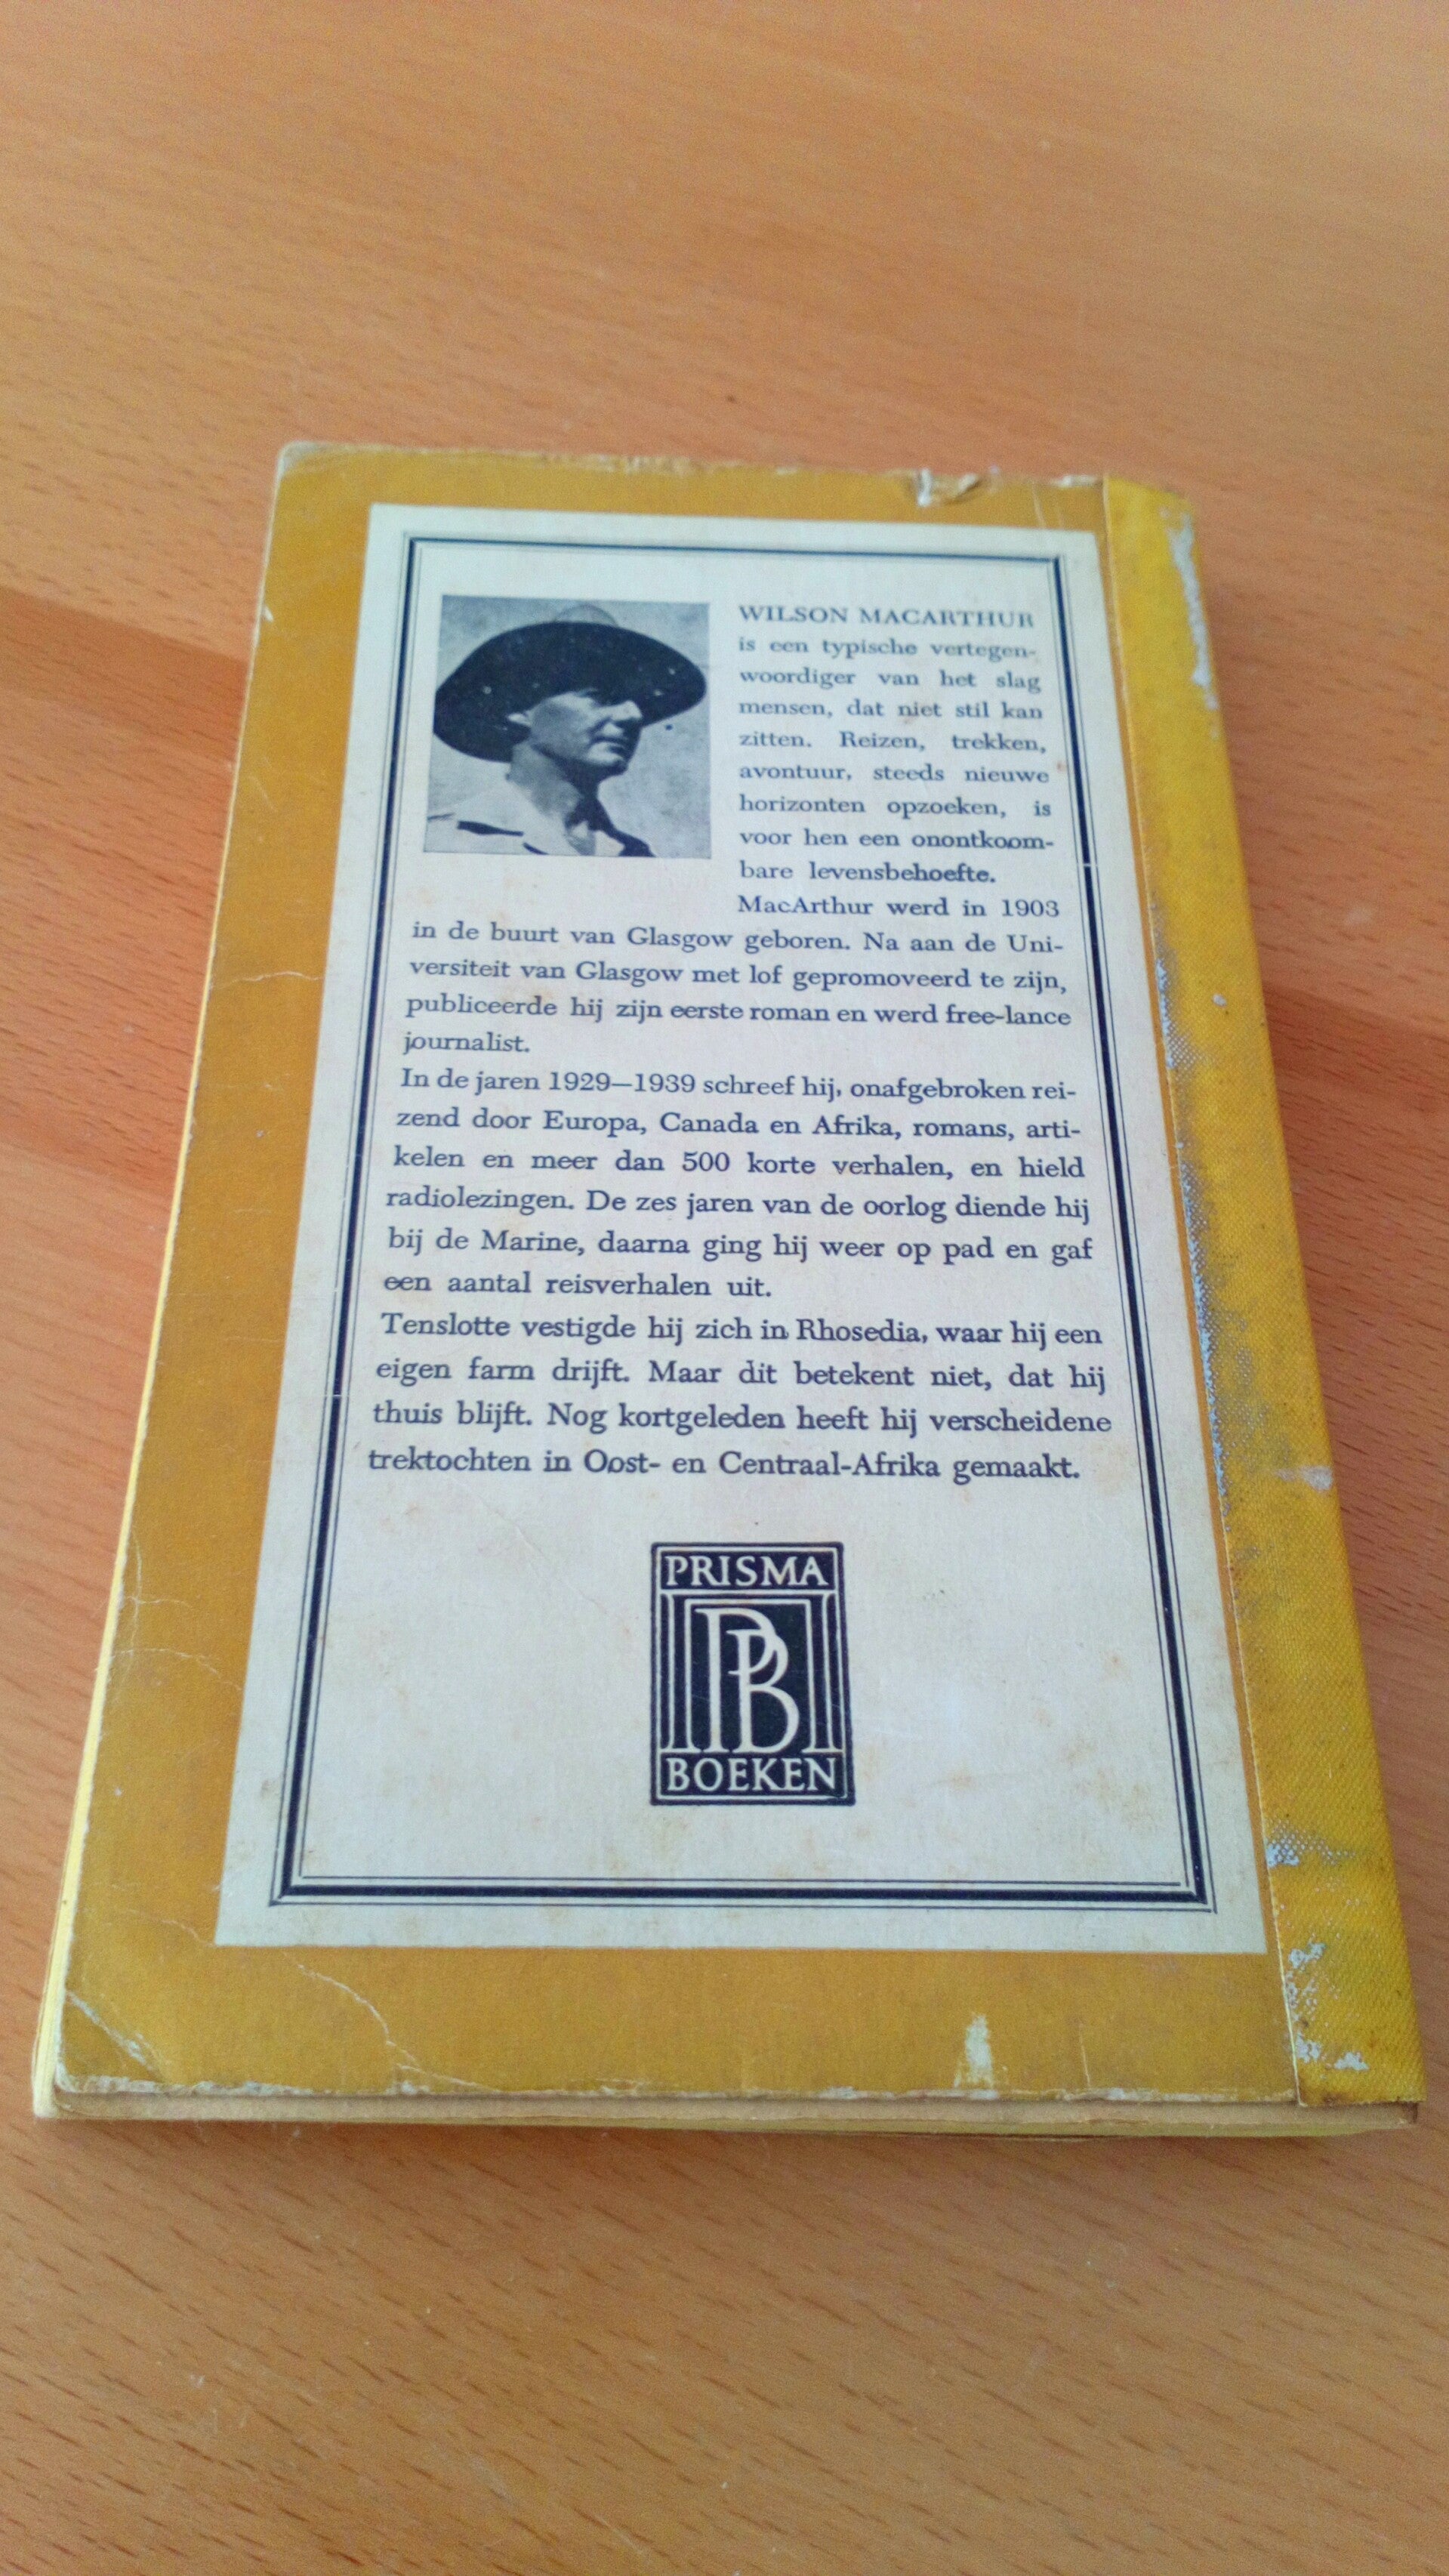 WILSON MACARTHUR
is een typische vertegen-
woordiger van het slag
mensen, dat niet stil kan
zitten. Reizen, trekken,
avontuur, steeds nieuwe
horizonten opzoeken, is
voor hen een onontkoom-
bare levensbehoefte.
MacArthur werd in 1903
in de buurt van Glasgow geboren. Na aan de Uni-
versiteit van Glasgow met lof gepromoveerd te zijn,
publiceerde hij zijn eerste roman en werd free-lance
journalist.
In de jaren 1929—1939 schreef hij, onafgebroken rei-
zend door Europa, Canada en Afrika, romans, arti-
kelen en meer dan 500 korte verhalen, en hield
radiolezingen. De zes jaren van de oorlog diende hij
bij de Marine, daarna ging hij weer op pad en gaf
een aantal reisverhalen uit.
Tenslotte vestigde hij zich in Rhosedia, waar hij een
eigen farm drijft. Maar dit betekent niet, dat hij
thuis blijft. Nog kortgeleden heeft hij verscheidene
trektochten in Oost- en Centraal-Afrika gemaakt.
PRISMA
PB
BOEKEN